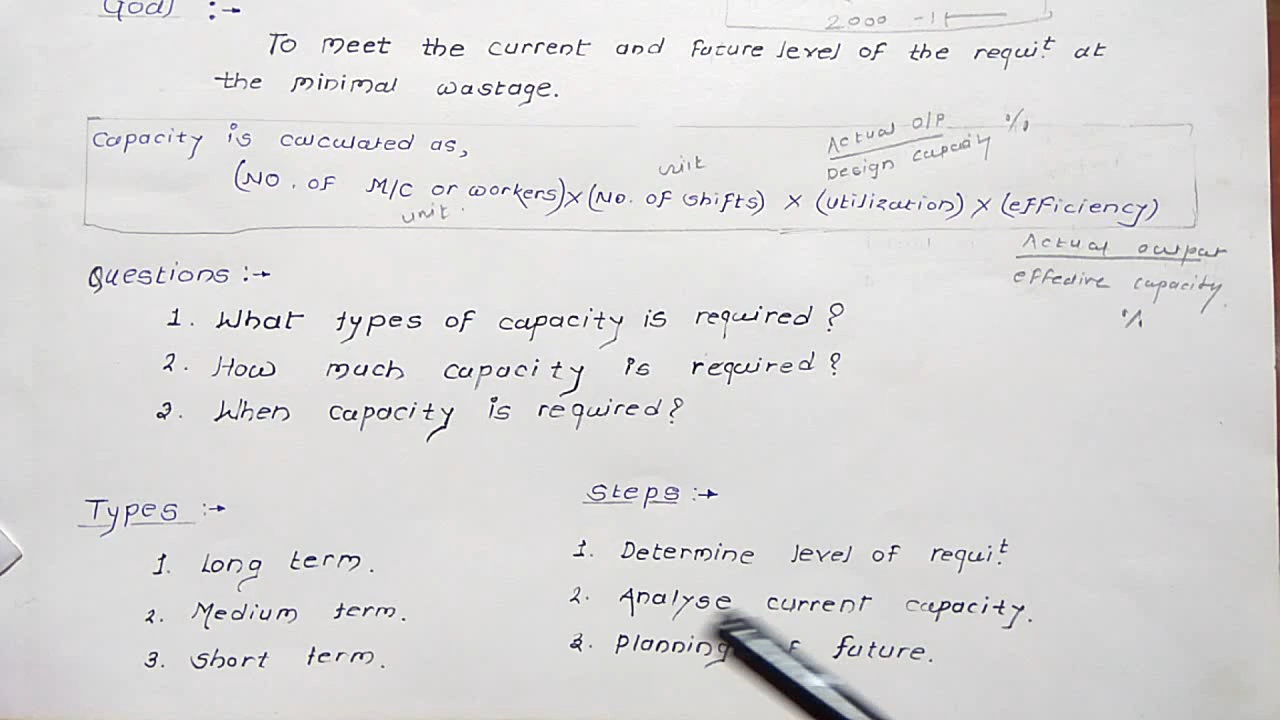 Goal :→
2000 -1
To meet the current and future level of the requiᵗ. at
the minimal wastage.
Capacity is calculated as,
Actual O/P %
Design capacity
unit
(NO. of M/C or workers) x (No. of shifts) x (utilization) x (efficiency)
unit.
Actual output
effective capacity.
%
Questions :→
1. What types of capacity is required?
2. How much capacity is required?
2. When capacity is required?
Types :→
1. Long term.
2. Medium term.
3. short term.
Steps :→
1. Determine level of requiᵗ.
2. Analyse current capacity.
3. Planning of future.